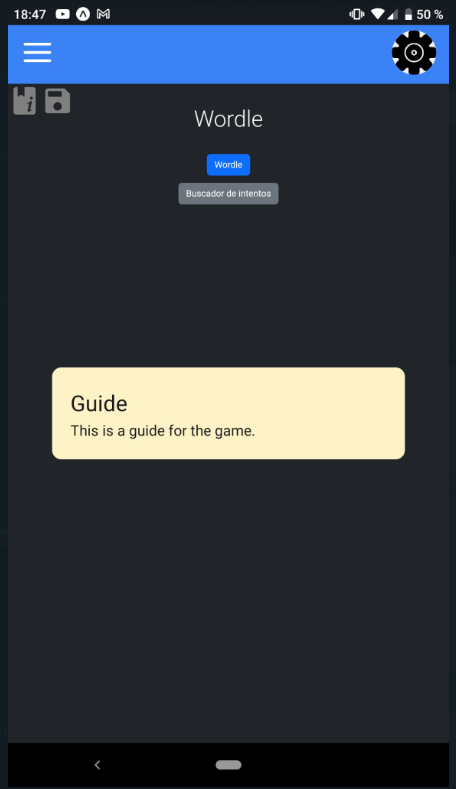 18:47
50 %
Wordle
Wordle
Buscador de intentos
Guide
This is a guide for the game.